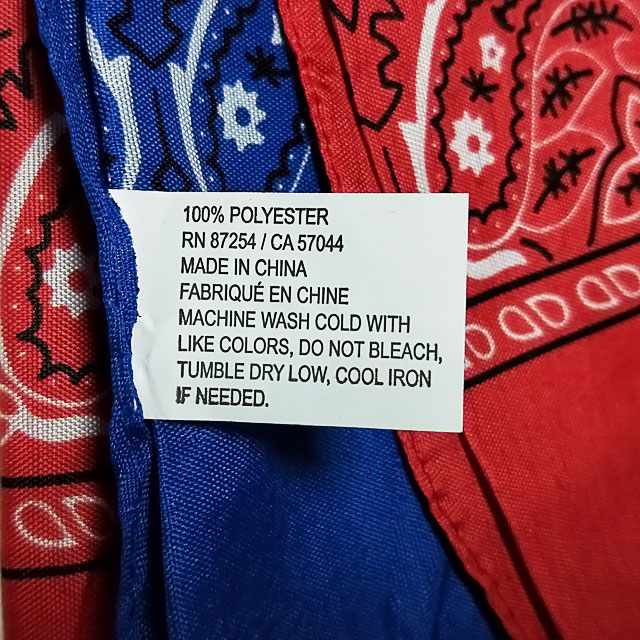 100% POLYESTER
RN 87254 / CA 57044
MADE IN CHINA
FABRIQUÉ EN CHINE
MACHINE WASH COLD WITH
LIKE COLORS, DO NOT BLEACH,
TUMBLE DRY LOW, COOL IRON
IF NEEDED.